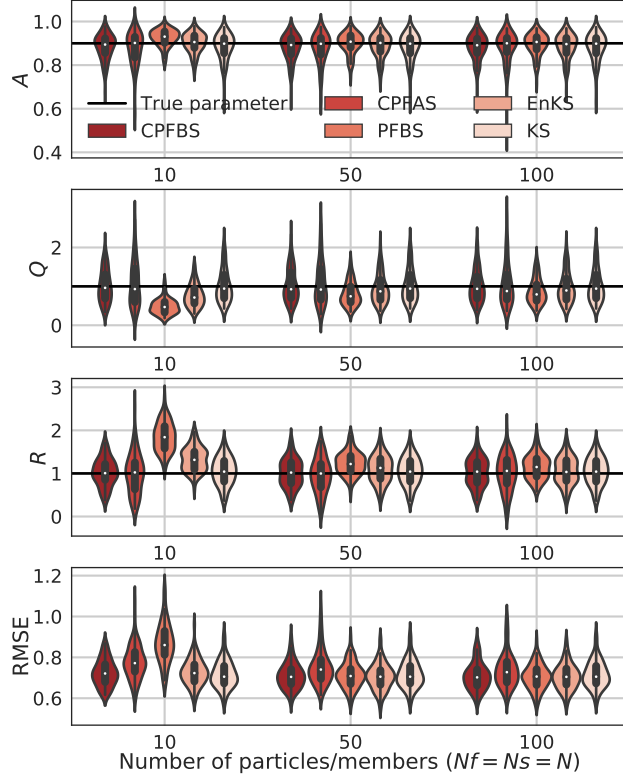 1.0
0.8
0.6
0.4
A
True parameter
CPFAS
EnKS
CPFBS
PFBS
KS
10
50
100
2
0
Q
10
50
100
3
2
1
0
R
10
50
100
1.2
1.0
0.8
0.6
RMSE
10
50
100
Number of particles/members (Nf = Ns = N)